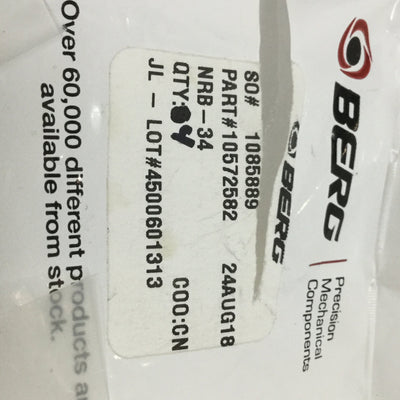 BERG
Precision
Mechanical
Components
BERG
SO# 1085889
PART#10572582 24AUG18
NRB-34
QTY: 4 COO:CN
JL - LOT#4500601313
Over 60,000 different products
available from stock.